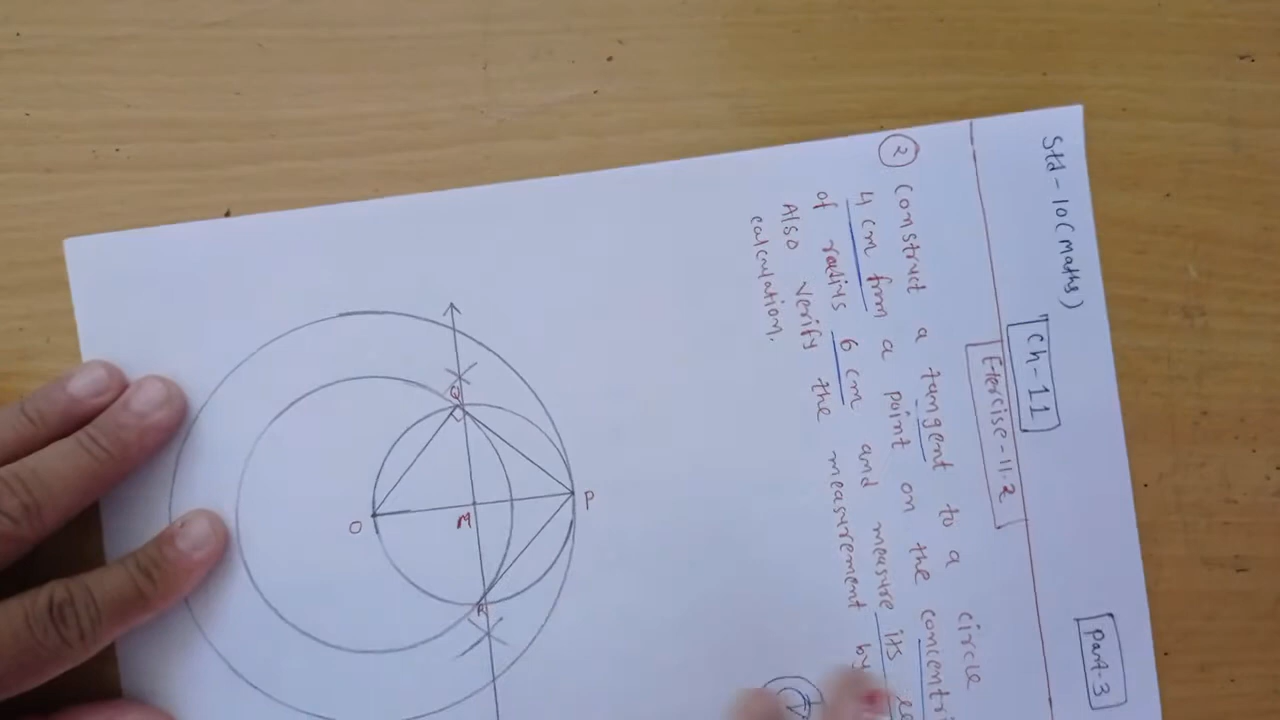 Std-10(maths)
Ch-11
Part-3
Exercise-11.2
2 Construct a tangent to a circle
4 cm from a point on the
of radius 6 cm and measure its
Also verify the measurement by
calculation.
P
O